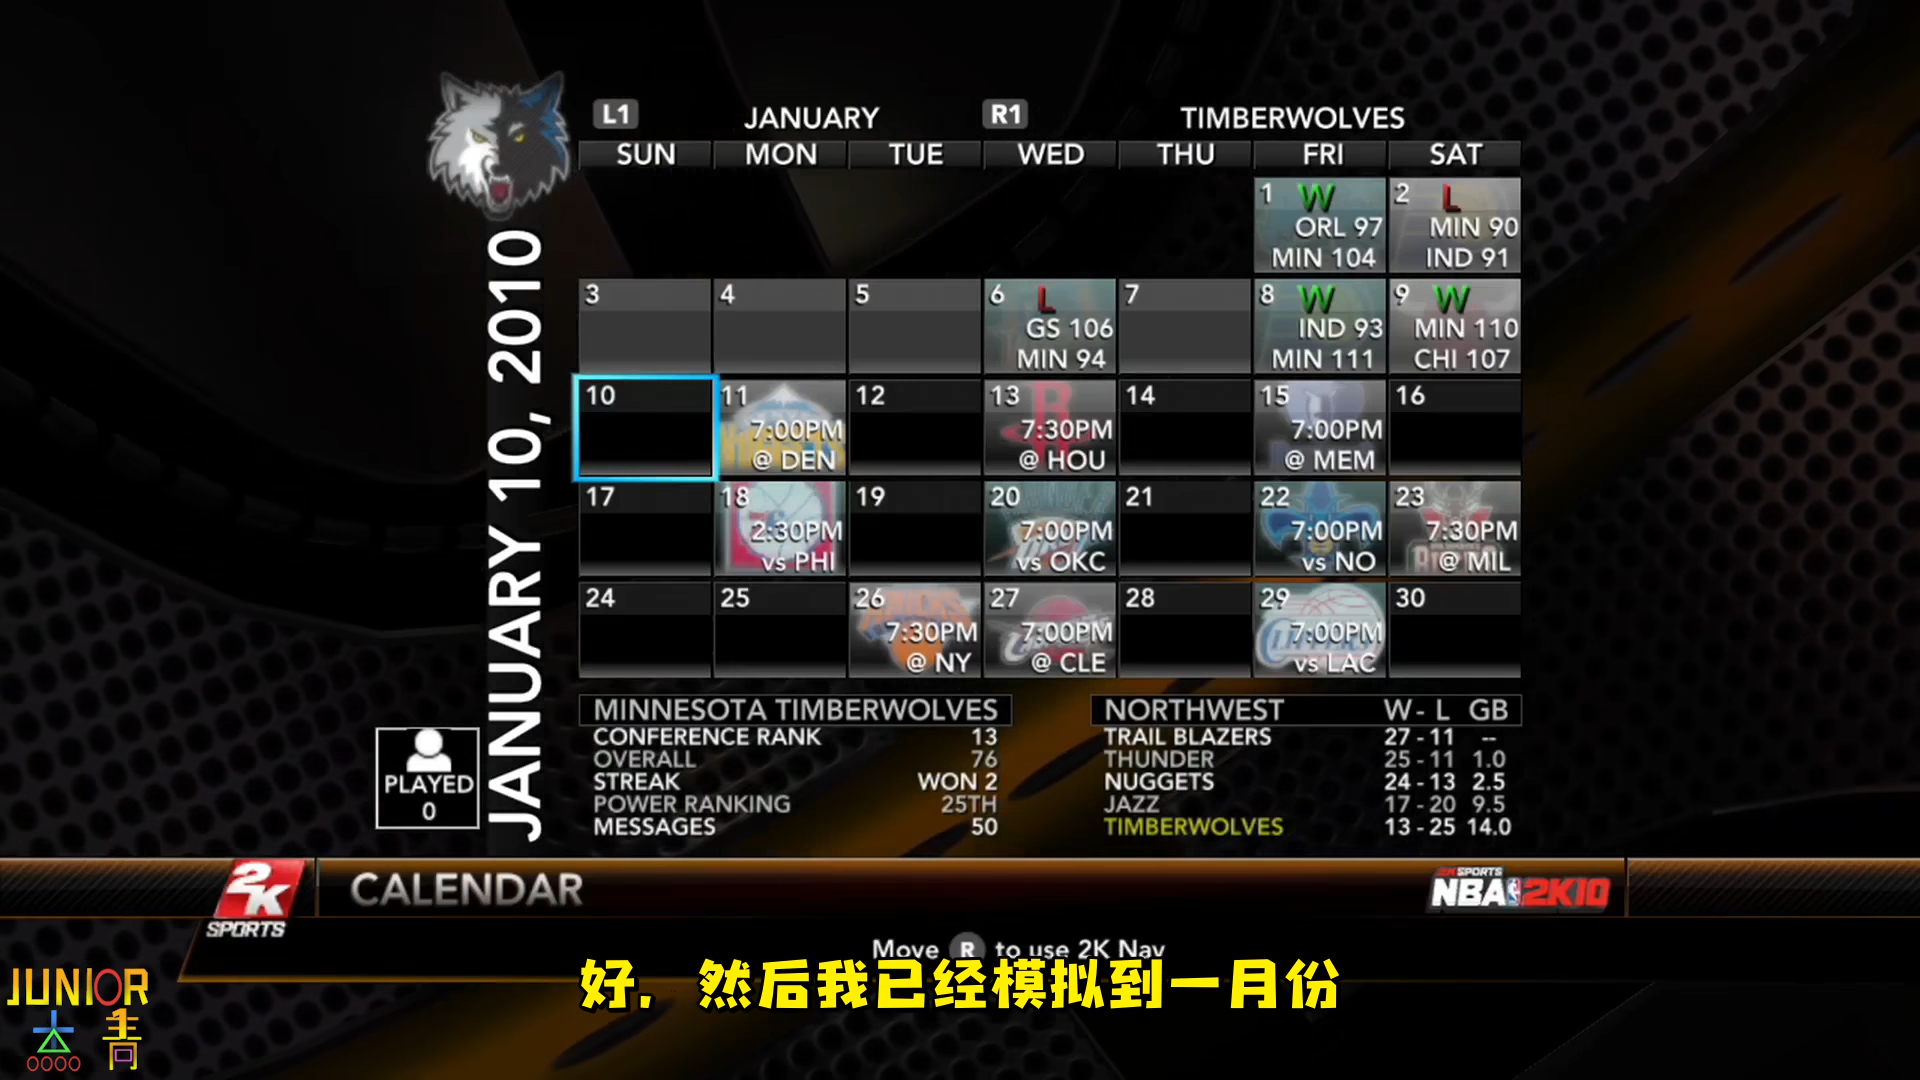 L1 JANUARY R1 TIMBERWOLVES
SUN MON TUE WED THU FRI SAT
1 W
ORL 97
MIN 104
2 L
MIN 90
IND 91
3
4
5
6 L
GS 106
MIN 94
7
8 W
IND 93
MIN 111
9 W
MIN 110
CHI 107
10
11
7:00PM
@ DEN
12
13
7:30PM
@ HOU
14
15
7:00PM
@ MEM
16
17
18
2:30PM
vs PHI
19
20
7:00PM
vs OKC
21
22
7:00PM
vs NO
23
7:30PM
@ MIL
24
25
26
7:30PM
@ NY
27
7:00PM
@ CLE
28
29
7:00PM
vs LAC
30
JANUARY 10, 2010
PLAYED
0
MINNESOTA TIMBERWOLVES
CONFERENCE RANK 13
OVERALL 76
STREAK WON 2
POWER RANKING 25TH
MESSAGES 50
NORTHWEST W - L GB
TRAIL BLAZERS 27 - 11 --
THUNDER 25 - 11 1.0
NUGGETS 24 - 13 2.5
JAZZ 17 - 20 9.5
TIMBERWOLVES 13 - 25 14.0
2K
SPORTS
CALENDAR
2K SPORTS
NBA 2K10
Move R to use 2K Nav
好，然后我已经模拟到一月份
JUNIOR